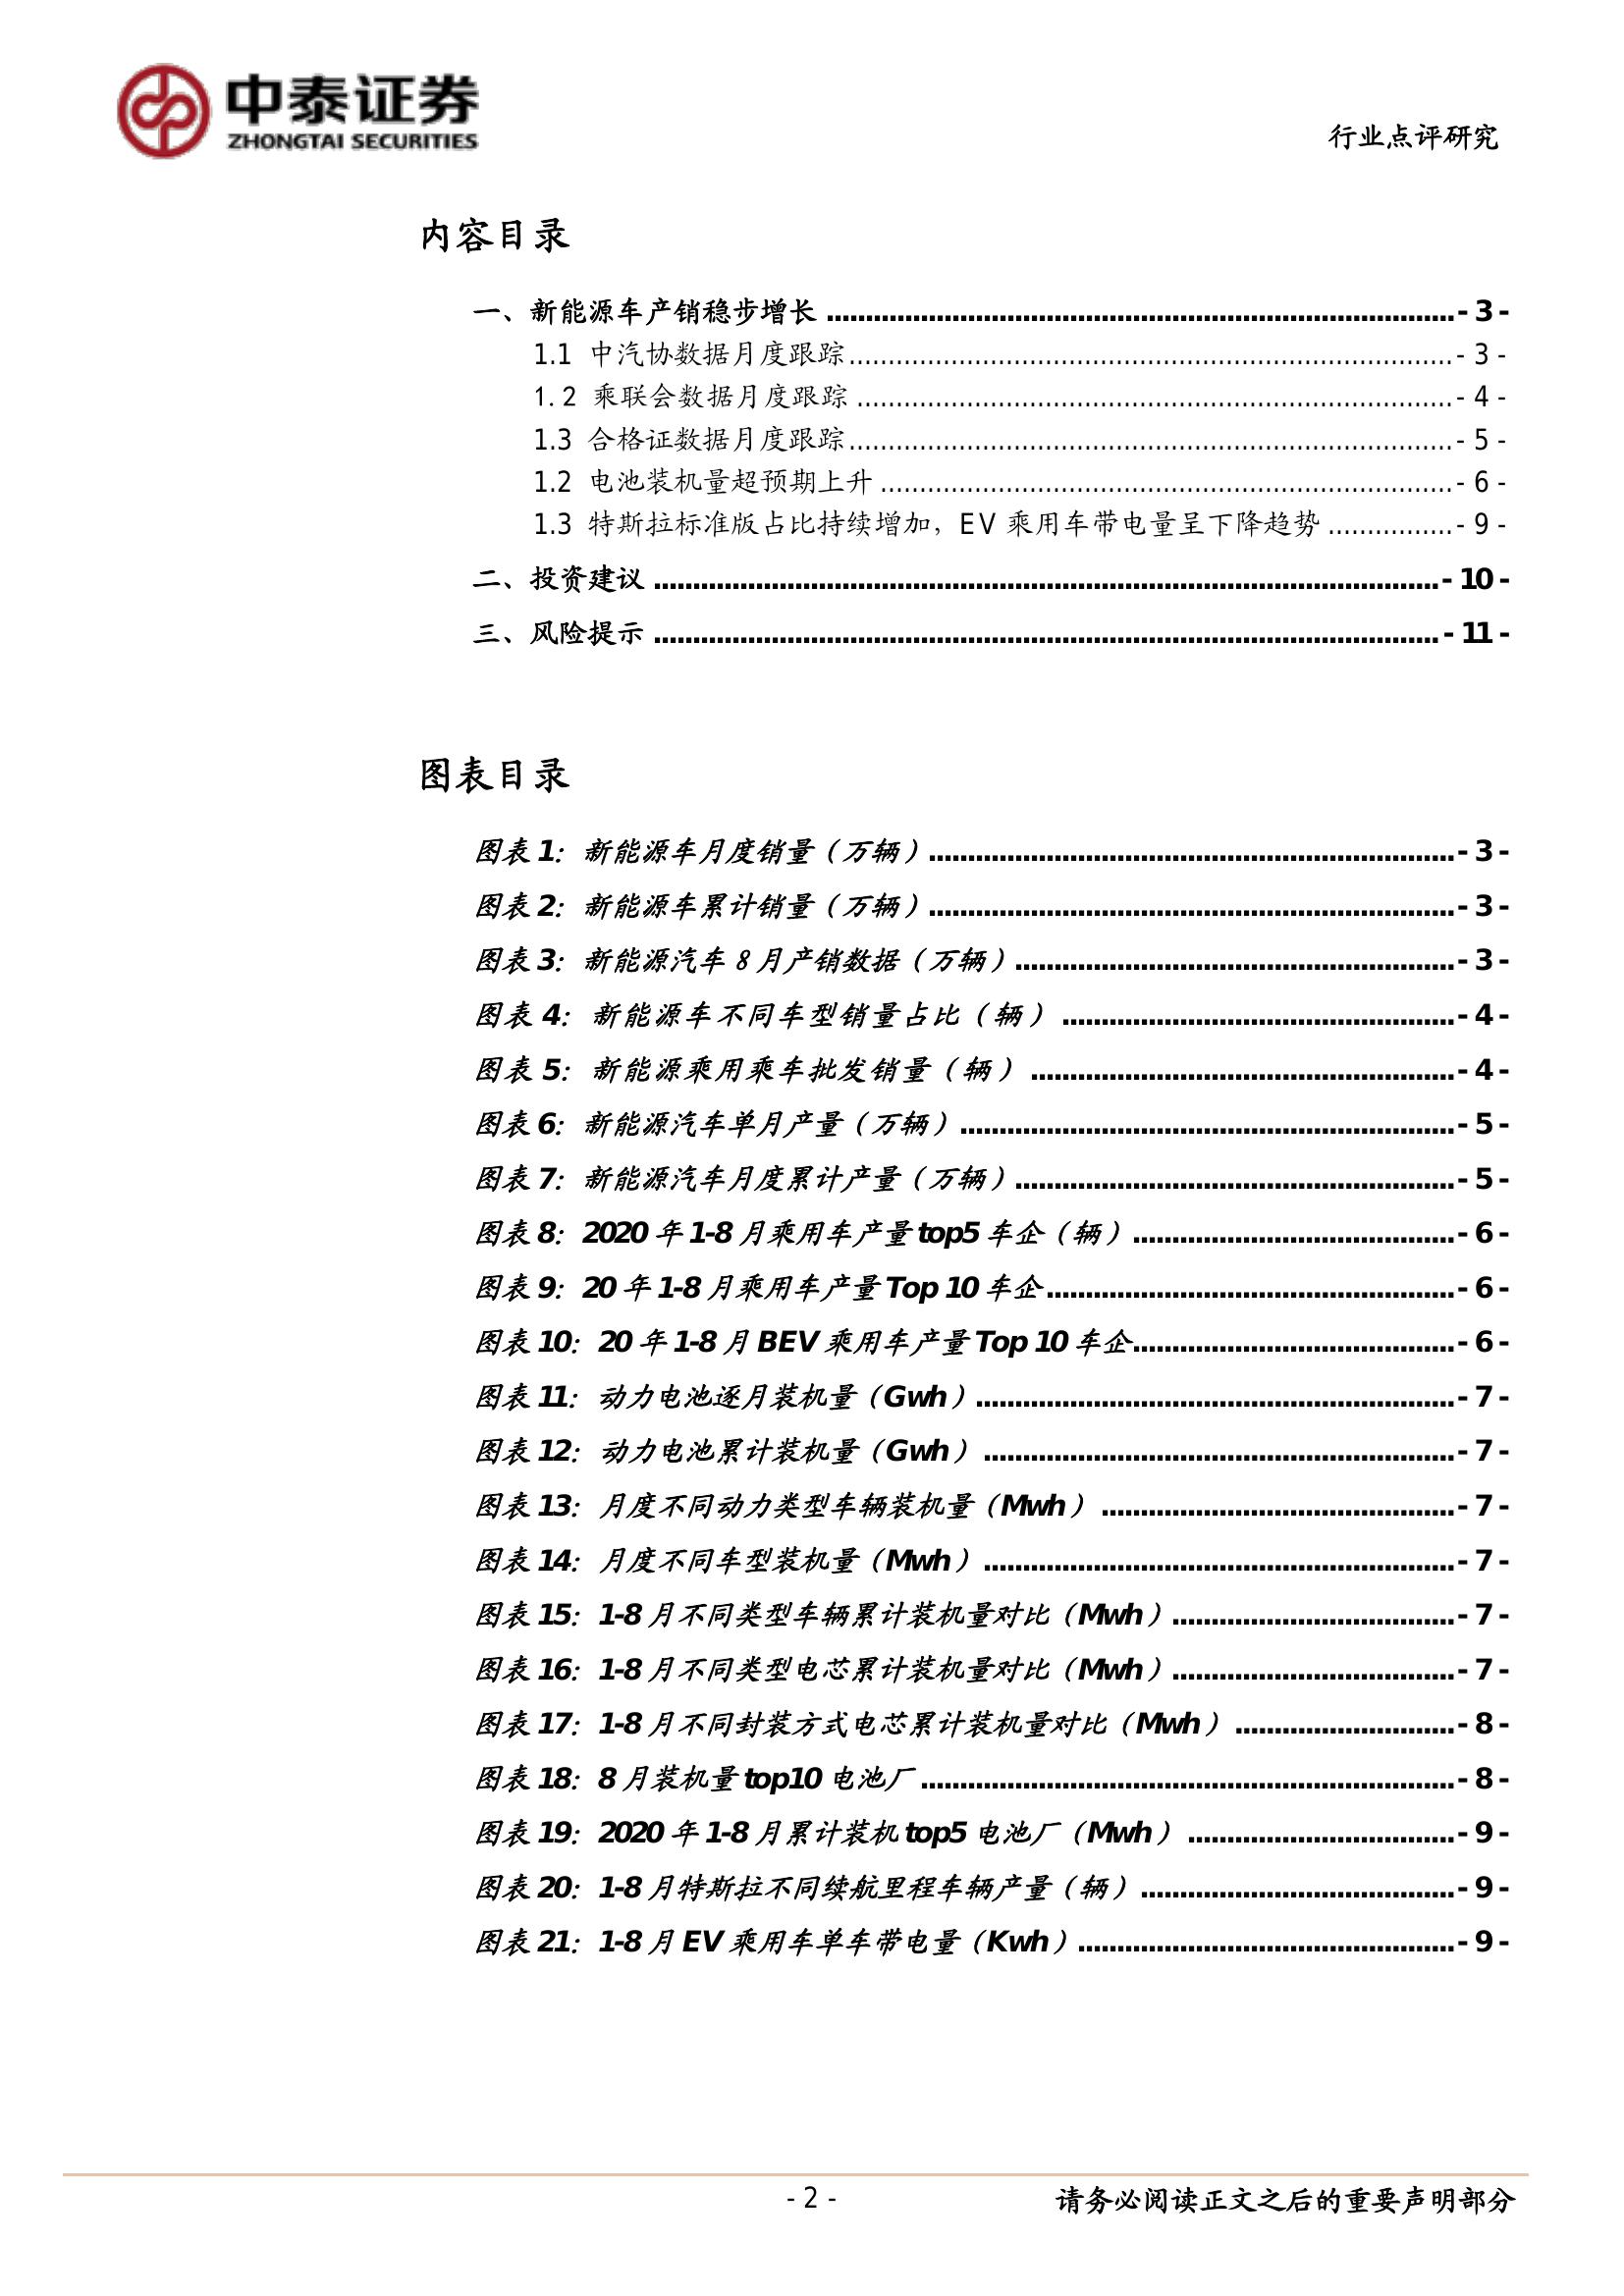 中泰证券
ZHONGTAI SECURITIES
行业点评研究
内容目录
一、新能源车产销稳步增长 ................................................................................ - 3 -
1.1 中汽协数据月度跟踪 ............................................................................. - 3 -
1.2 乘联会数据月度跟踪 ............................................................................ - 4 -
1.3 合格证数据月度跟踪 ............................................................................. - 5 -
1.2 电池装机量超预期上升 ......................................................................... - 6 -
1.3 特斯拉标准版占比持续增加，EV 乘用车带电量呈下降趋势 ................ - 9 -
二、投资建议 .................................................................................................... - 10 -
三、风险提示 .................................................................................................... - 11 -
图表目录
图表 1：新能源车月度销量（万辆） ................................................................... - 3 -
图表 2：新能源车累计销量（万辆） ................................................................... - 3 -
图表 3：新能源汽车 8 月产销数据（万辆） ........................................................ - 3 -
图表 4：新能源车不同车型销量占比（辆） .................................................. - 4 -
图表 5：新能源乘用乘车批发销量（辆） ...................................................... - 4 -
图表 6：新能源汽车单月产量（万辆） ............................................................... - 5 -
图表 7：新能源汽车月度累计产量（万辆） ........................................................ - 5 -
图表 8：2020 年 1-8 月乘用车产量 top5 车企（辆） ......................................... - 6 -
图表 9：20 年 1-8 月乘用车产量 Top 10 车企 .................................................... - 6 -
图表 10：20 年 1-8 月 BEV 乘用车产量 Top 10 车企 ......................................... - 6 -
图表 11：动力电池逐月装机量（Gwh） ............................................................. - 7 -
图表 12：动力电池累计装机量（Gwh） ............................................................ - 7 -
图表 13：月度不同动力类型车辆装机量（Mwh） ............................................. - 7 -
图表 14：月度不同车型装机量（Mwh） ............................................................ - 7 -
图表 15：1-8 月不同类型车辆累计装机量对比（Mwh） .................................... - 7 -
图表 16：1-8 月不同类型电芯累计装机量对比（Mwh） .................................... - 7 -
图表 17：1-8 月不同封装方式电芯累计装机量对比（Mwh） ............................ - 8 -
图表 18：8 月装机量 top10 电池厂 .................................................................... - 8 -
图表 19：2020 年 1-8 月累计装机 top5 电池厂（Mwh） .................................. - 9 -
图表 20：1-8 月特斯拉不同续航里程车辆产量（辆） ........................................ - 9 -
图表 21：1-8 月 EV 乘用车单车带电量（Kwh） ................................................ - 9 -
- 2 -
请务必阅读正文之后的重要声明部分